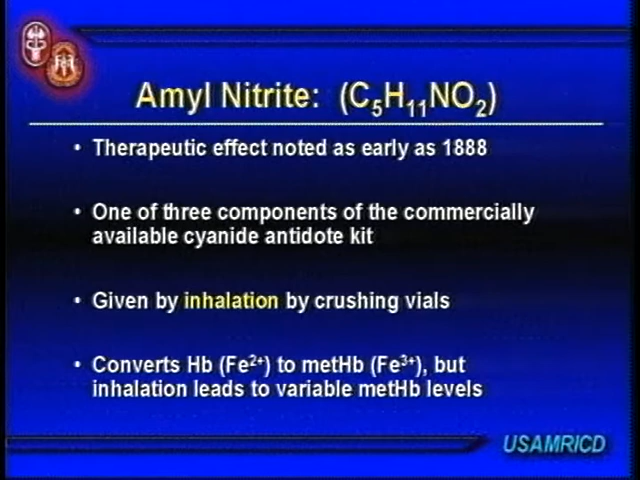 Amyl Nitrite: (C₅H₁₁NO₂)
• Therapeutic effect noted as early as 1888
• One of three components of the commercially
available cyanide antidote kit
• Given by inhalation by crushing vials
• Converts Hb (Fe²⁺) to metHb (Fe³⁺), but
inhalation leads to variable metHb levels
USAMRICD